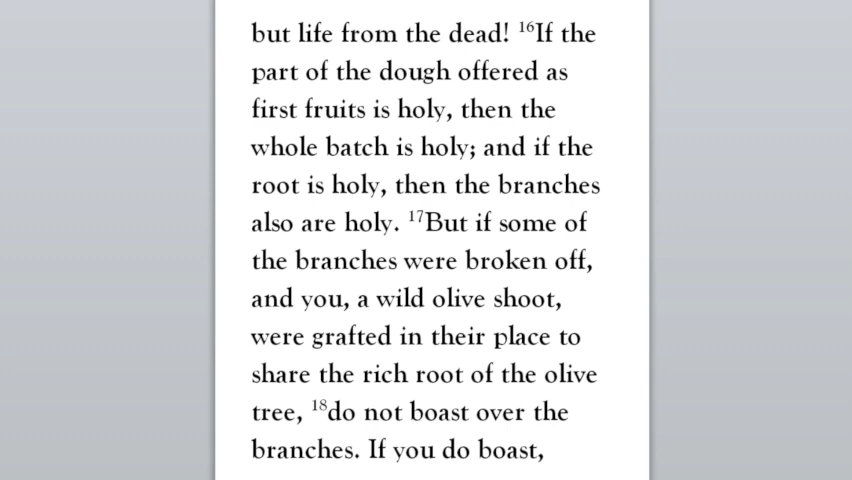 but life from the dead! ¹⁶If the
part of the dough offered as
first fruits is holy, then the
whole batch is holy; and if the
root is holy, then the branches
also are holy. ¹⁷But if some of
the branches were broken off,
and you, a wild olive shoot,
were grafted in their place to
share the rich root of the olive
tree, ¹⁸do not boast over the
branches. If you do boast,